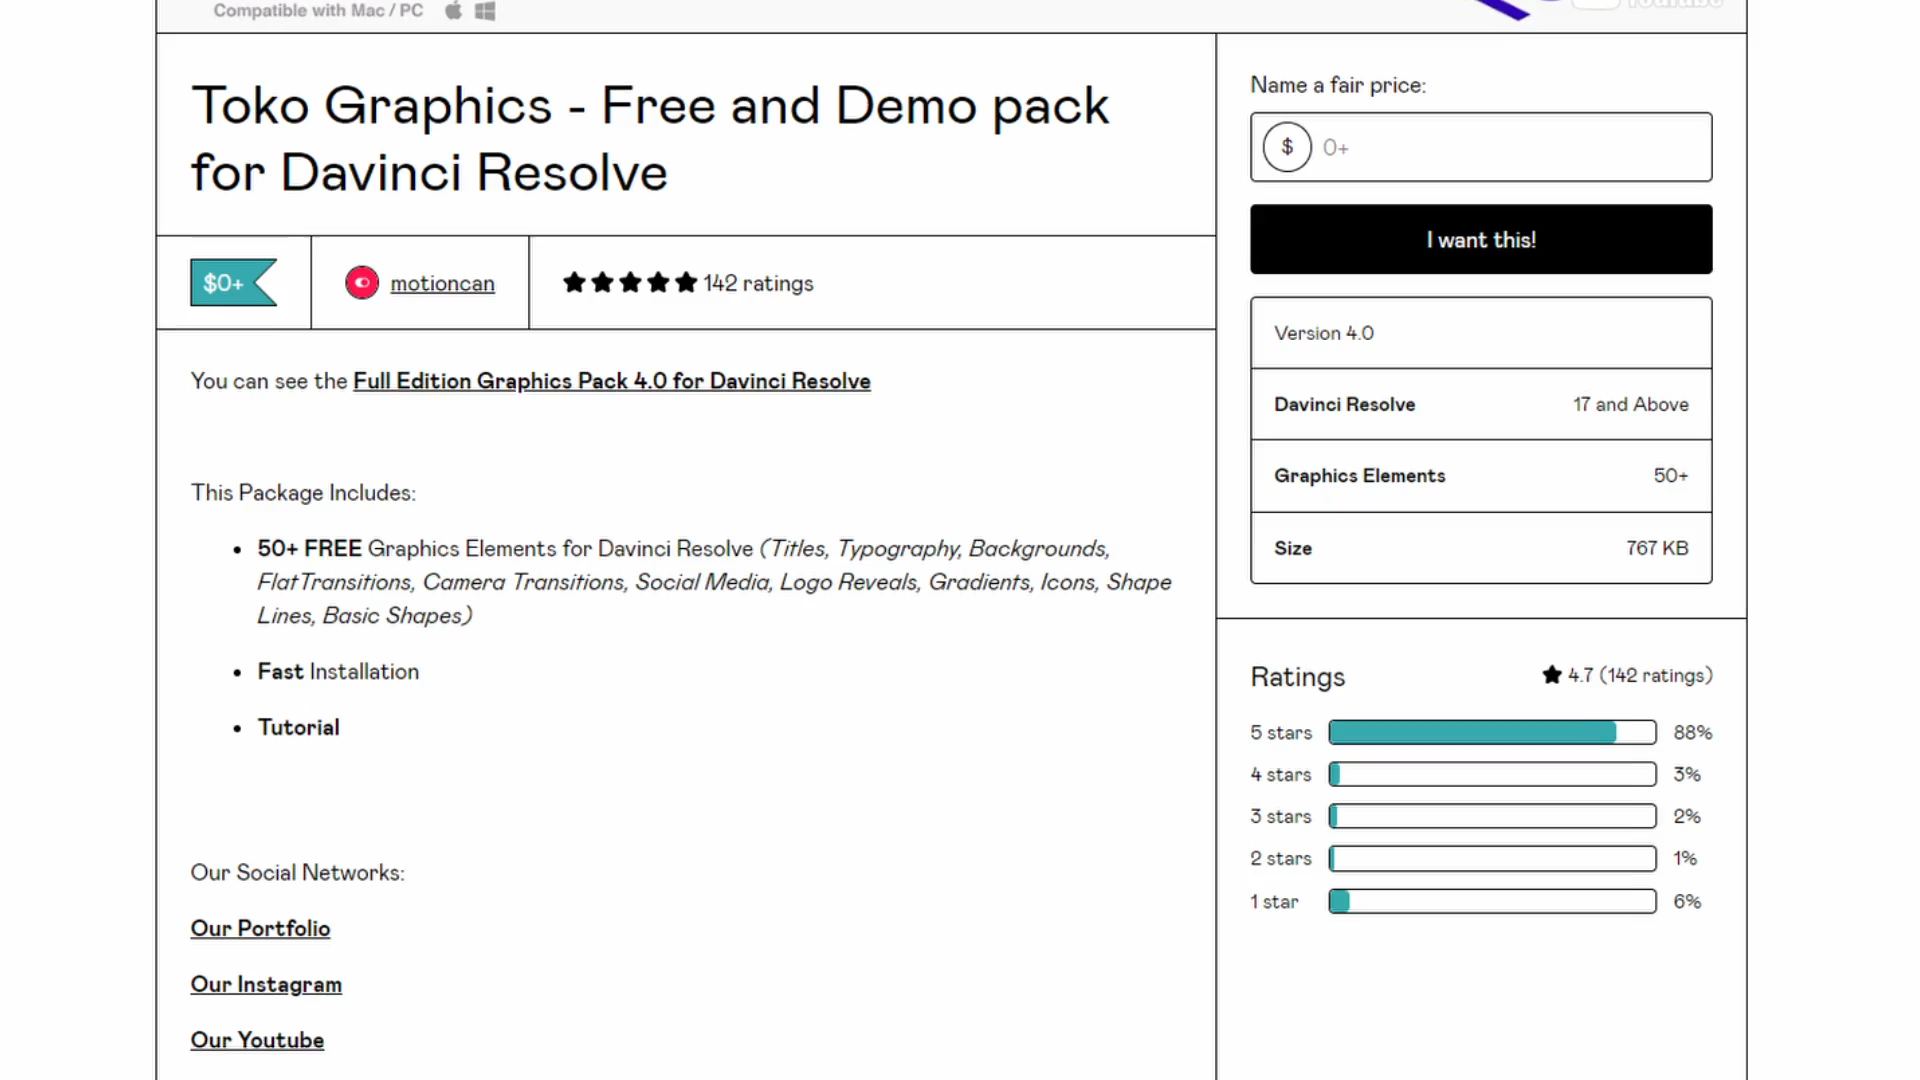 Compatible with Mac / PC
Toko Graphics - Free and Demo pack
for Davinci Resolve
$0+
motioncan
142 ratings
You can see the Full Edition Graphics Pack 4.0 for Davinci Resolve
This Package Includes:
50+ FREE Graphics Elements for Davinci Resolve (Titles, Typography, Backgrounds,
FlatTransitions, Camera Transitions, Social Media, Logo Reveals, Gradients, Icons, Shape
Lines, Basic Shapes)
Fast Installation
Tutorial
Our Social Networks:
Our Portfolio
Our Instagram
Our Youtube
Name a fair price:
$ 0+
I want this!
Version 4.0
Davinci Resolve 17 and Above
Graphics Elements 50+
Size 767 KB
Ratings 4.7 (142 ratings)
5 stars 88%
4 stars 3%
3 stars 2%
2 stars 1%
1 star 6%